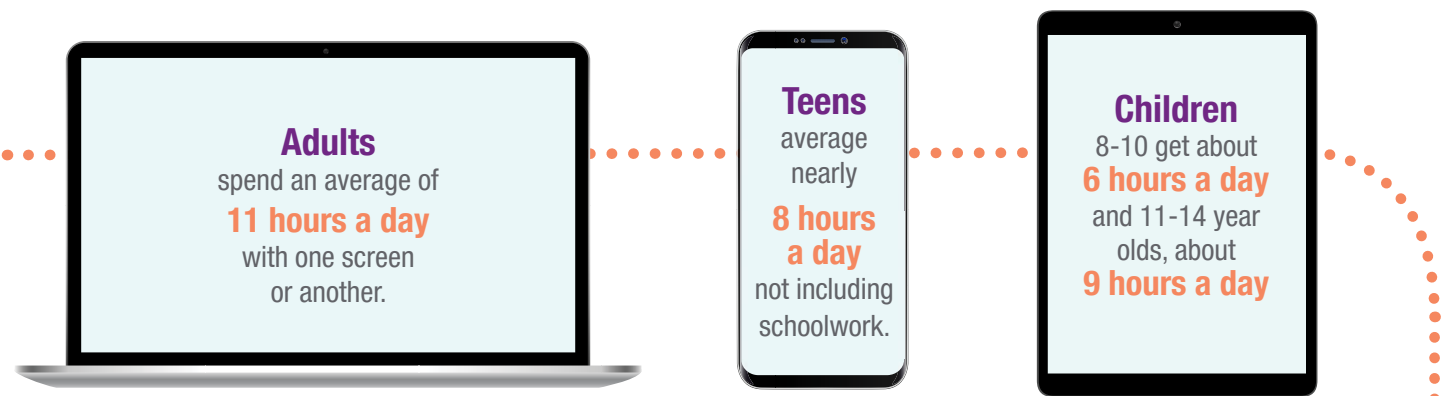 Adults
spend an average of
11 hours a day
with one screen
or another.
Teens
average
nearly
8 hours
a day
not including
schoolwork.
Children
8-10 get about
6 hours a day
and 11-14 year
olds, about
9 hours a day